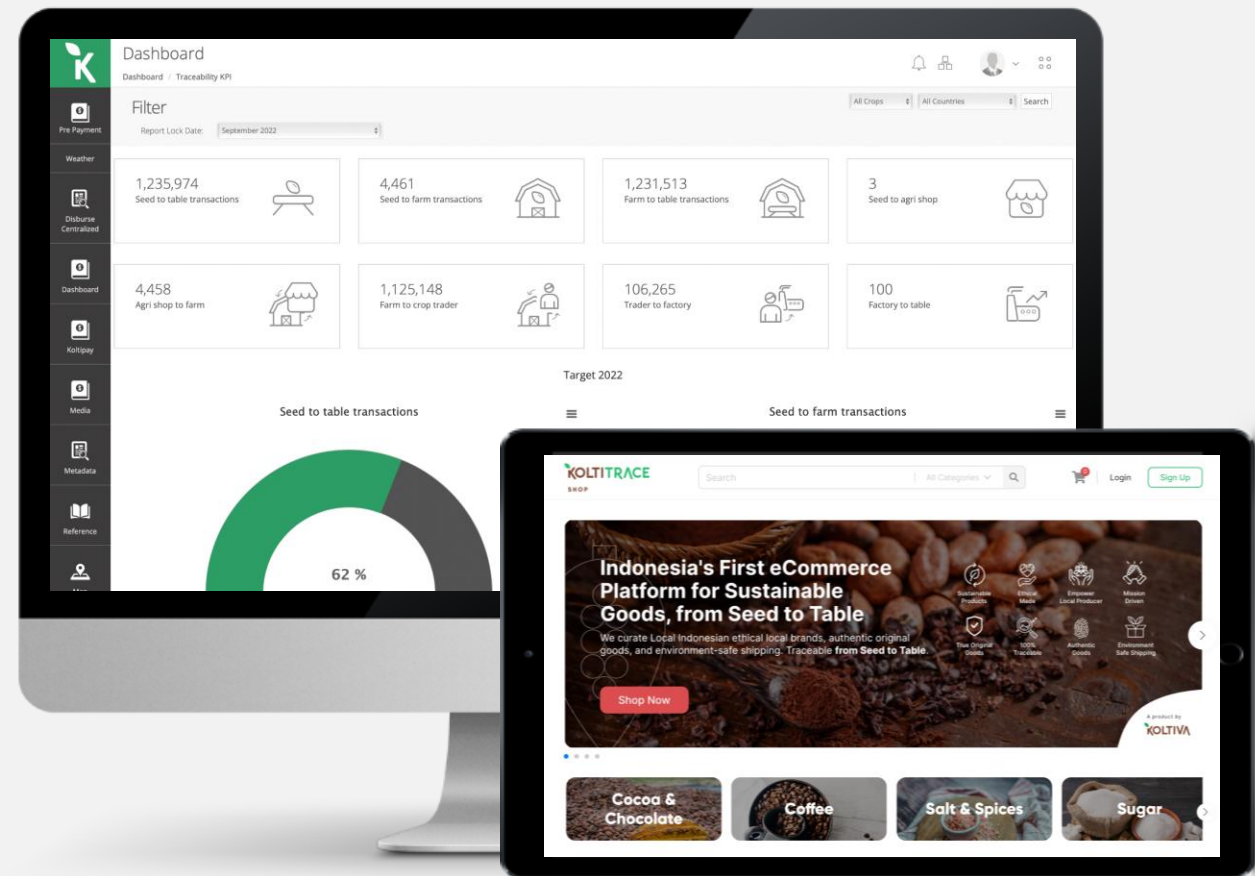 Dashboard
Dashboard / Traceability KPI
Filter
Report Lock Date: September 2022
All Crops
All Countries
Search
Pre Payment
Weather
Disburse
Centralized
Dashboard
Koltipay
Media
Metadata
Reference
1,235,974
Seed to table transactions
4,461
Seed to farm transactions
1,231,513
Farm to table transactions
3
Seed to agri shop
4,458
Agri shop to farm
1,125,148
Farm to crop trader
106,265
Trader to factory
100
Factory to table
Target 2022
Seed to table transactions
Seed to farm transactions
62 %
KOLTITRACE
SHOP
Search
All Categories
0
Login
Sign Up
Indonesia's First eCommerce
Platform for Sustainable
Goods, from Seed to Table
We curate Local Indonesian ethical local brands, authentic original
goods, and environment-safe shipping. Traceable from Seed to Table.
Shop Now
Sustainable
Products
Ethical
Made
Empower
Local Producer
Mission
Driven
True Original
Goods
100%
Traceable
Authentic
Goods
Environment
Safe Shipping
A product by
KOLTIVA
Cocoa &
Chocolate
Coffee
Salt & Spices
Sugar